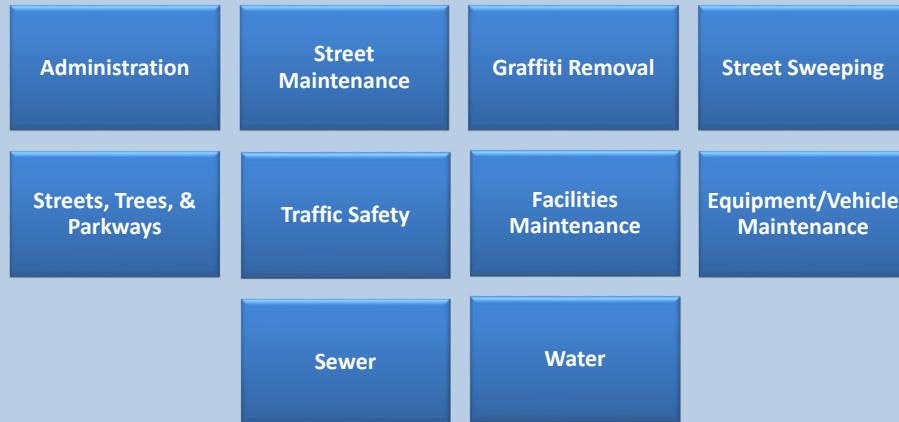 Administration
Street
Maintenance
Graffiti Removal
Street Sweeping
Streets, Trees, &
Parkways
Traffic Safety
Facilities
Maintenance
Equipment/Vehicle
Maintenance
Sewer
Water